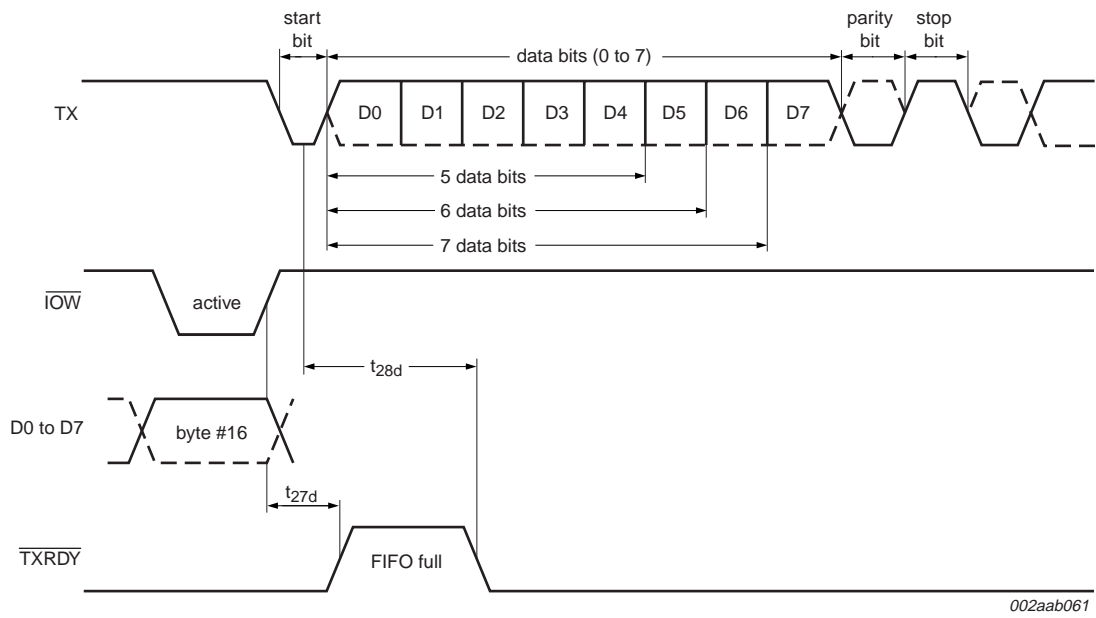 start
bit
data bits (0 to 7)
parity
bit
stop
bit
TX
D0 D1 D2 D3 D4 D5 D6 D7
5 data bits
6 data bits
7 data bits
IOW
active
t28d
D0 to D7
byte #16
t27d
TXRDY
FIFO full
002aab061